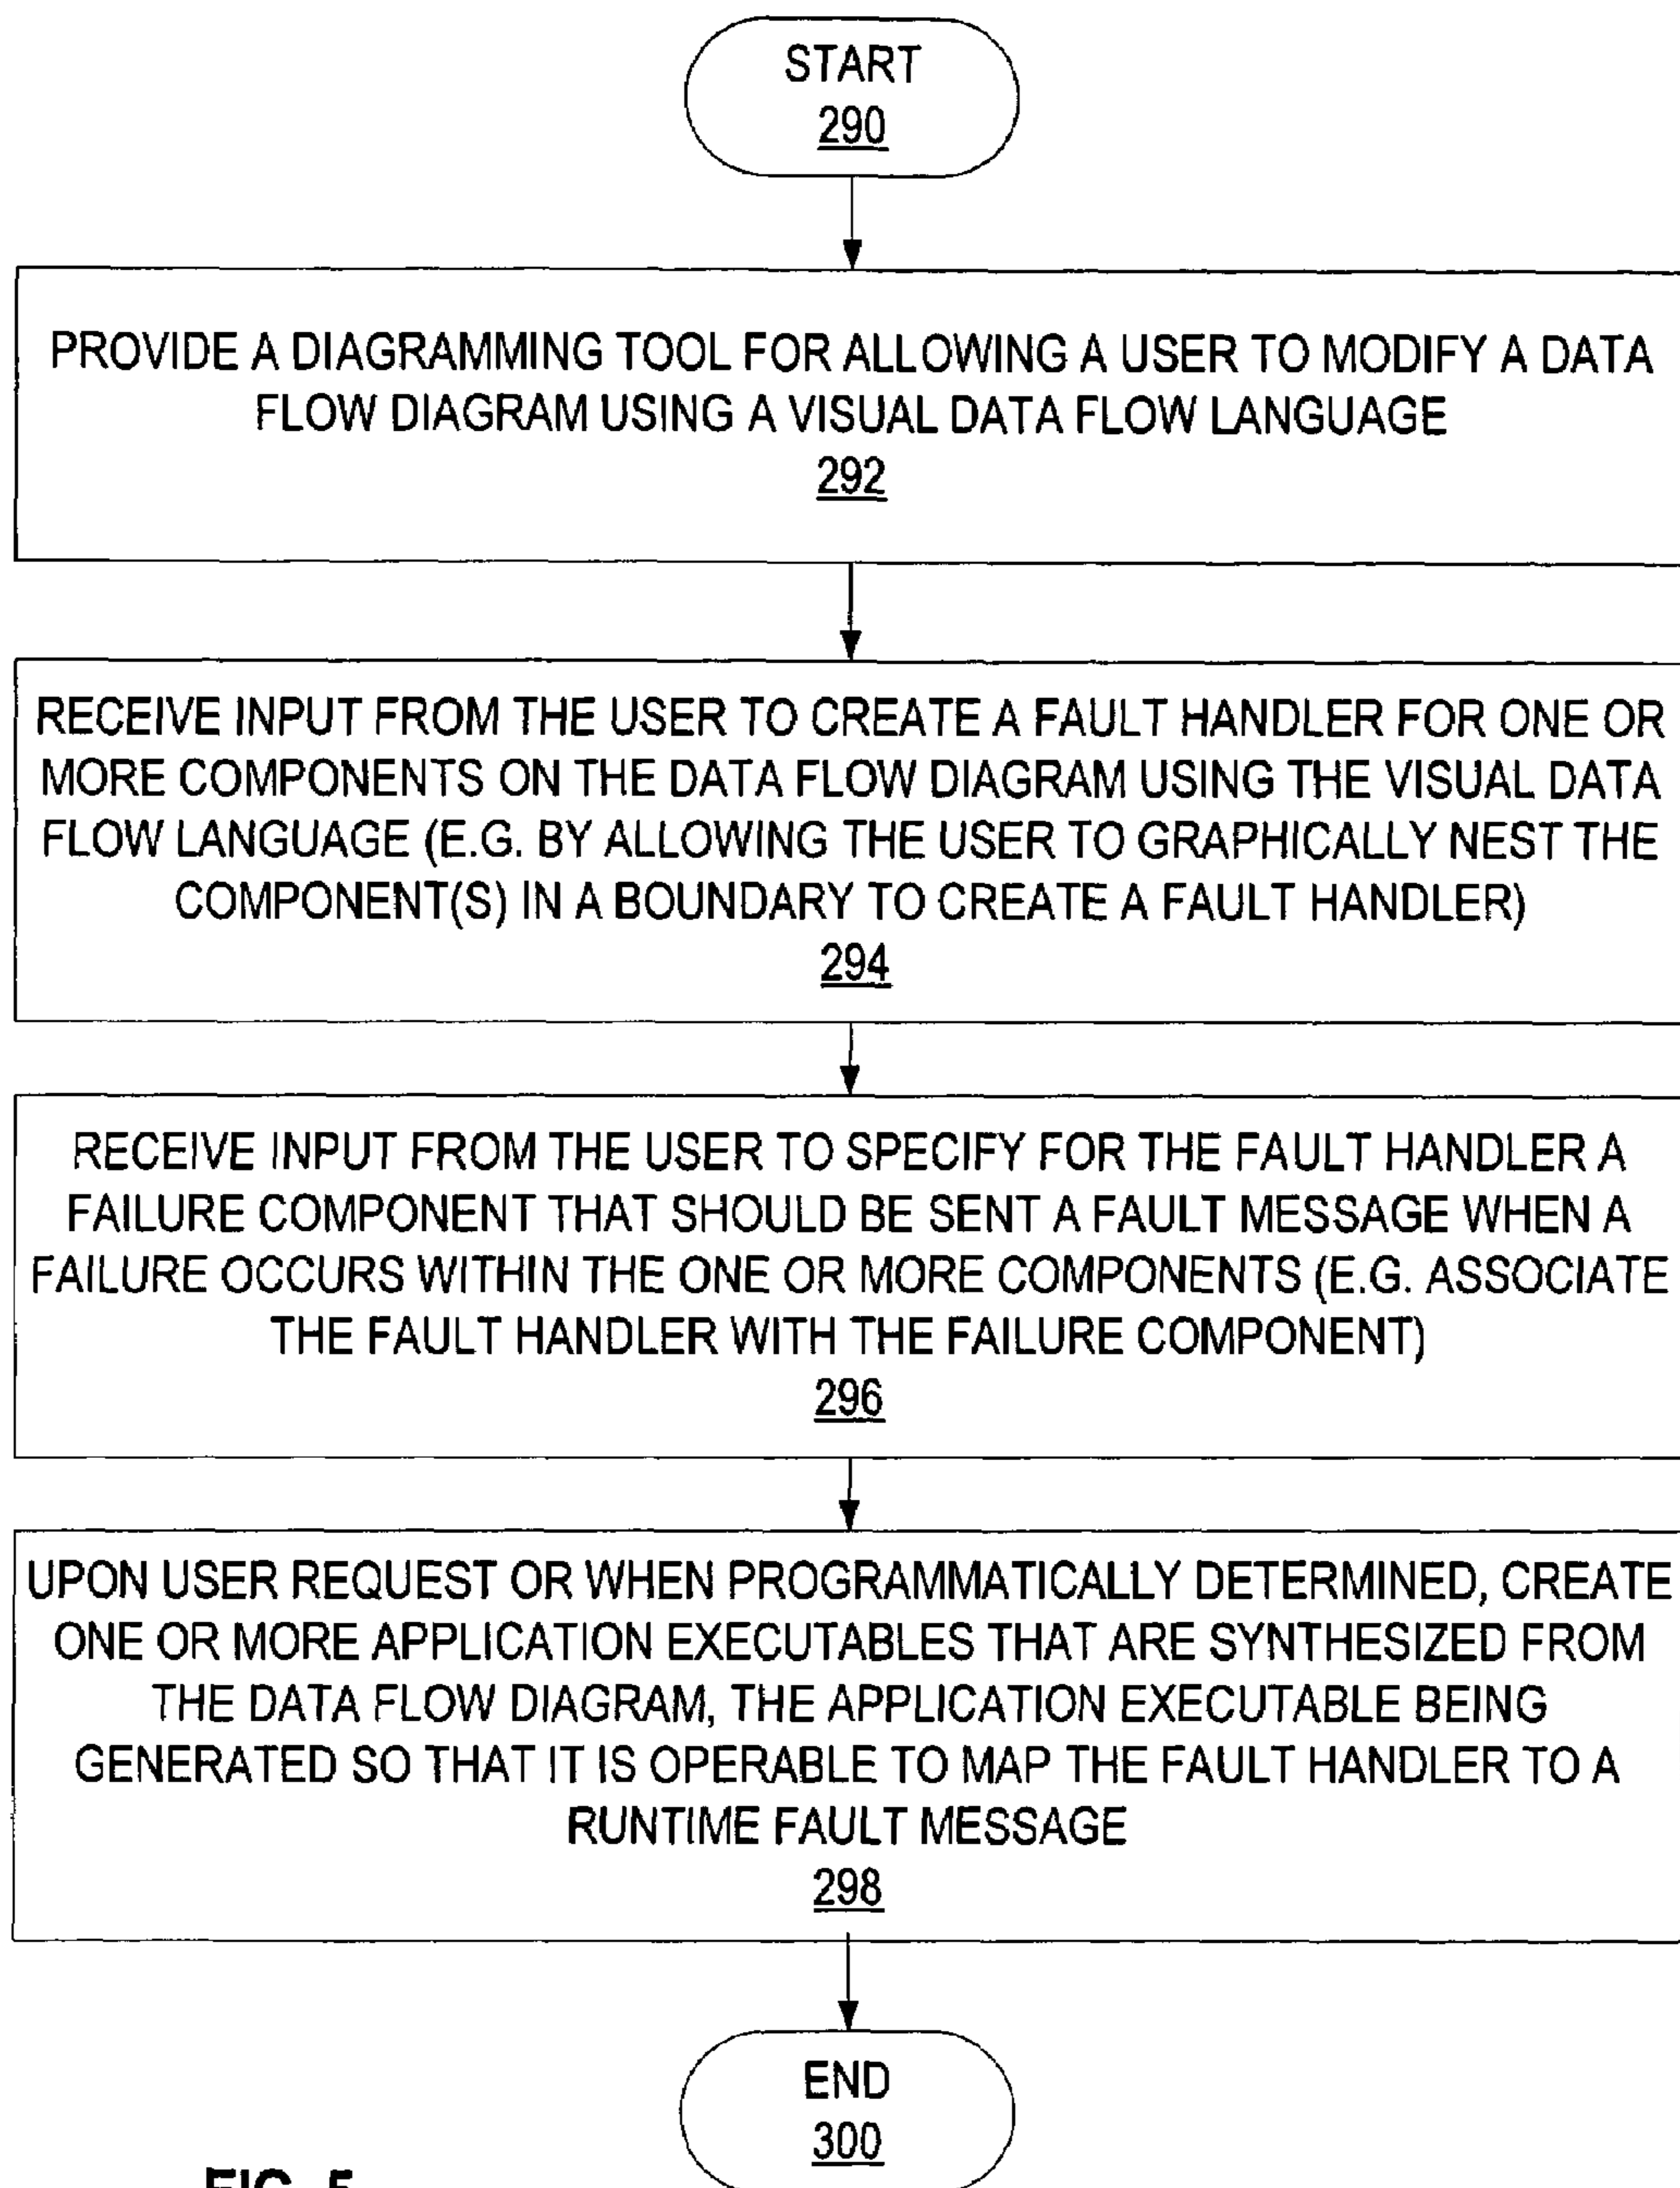 START
290
PROVIDE A DIAGRAMMING TOOL FOR ALLOWING A USER TO MODIFY A DATA
FLOW DIAGRAM USING A VISUAL DATA FLOW LANGUAGE
292
RECEIVE INPUT FROM THE USER TO CREATE A FAULT HANDLER FOR ONE OR
MORE COMPONENTS ON THE DATA FLOW DIAGRAM USING THE VISUAL DATA
FLOW LANGUAGE (E.G. BY ALLOWING THE USER TO GRAPHICALLY NEST THE
COMPONENT(S) IN A BOUNDARY TO CREATE A FAULT HANDLER)
294
RECEIVE INPUT FROM THE USER TO SPECIFY FOR THE FAULT HANDLER A
FAILURE COMPONENT THAT SHOULD BE SENT A FAULT MESSAGE WHEN A
FAILURE OCCURS WITHIN THE ONE OR MORE COMPONENTS (E.G. ASSOCIATE
THE FAULT HANDLER WITH THE FAILURE COMPONENT)
296
UPON USER REQUEST OR WHEN PROGRAMMATICALLY DETERMINED, CREATE
ONE OR MORE APPLICATION EXECUTABLES THAT ARE SYNTHESIZED FROM
THE DATA FLOW DIAGRAM, THE APPLICATION EXECUTABLE BEING
GENERATED SO THAT IT IS OPERABLE TO MAP THE FAULT HANDLER TO A
RUNTIME FAULT MESSAGE
298
END
300
FIG. 5